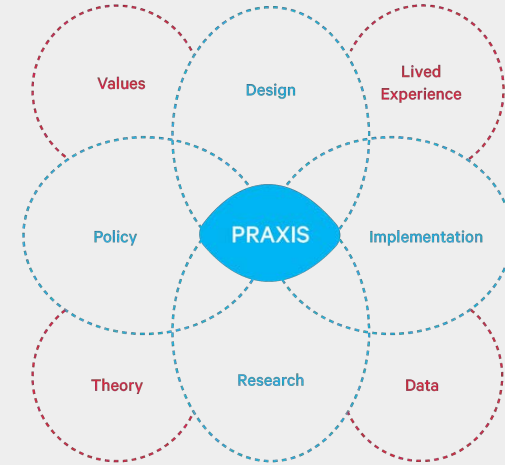 Values
Design
Lived
Experience
Policy
PRAXIS
Implementation
Theory
Research
Data